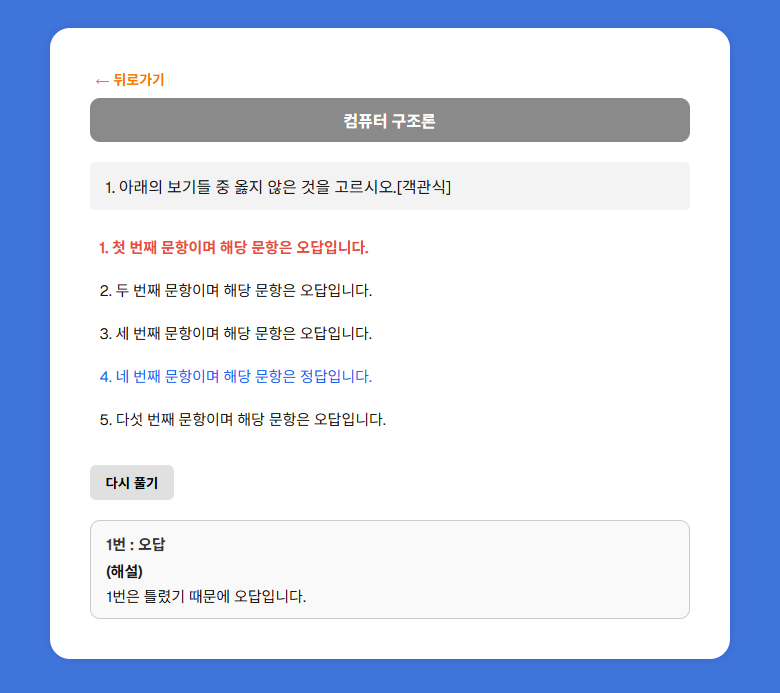 ← 뒤로가기
컴퓨터 구조론
1. 아래의 보기들 중 옳지 않은 것을 고르시오.[객관식]
1. 첫 번째 문항이며 해당 문항은 오답입니다.
2. 두 번째 문항이며 해당 문항은 오답입니다.
3. 세 번째 문항이며 해당 문항은 오답입니다.
4. 네 번째 문항이며 해당 문항은 정답입니다.
5. 다섯 번째 문항이며 해당 문항은 오답입니다.
다시 풀기
1번 : 오답
(해설)
1번은 틀렸기 때문에 오답입니다.